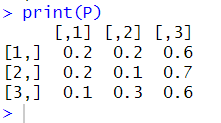 > print(P)
[,1] [,2] [,3]
[1,] 0.2 0.2 0.6
[2,] 0.2 0.1 0.7
[3,] 0.1 0.3 0.6
>